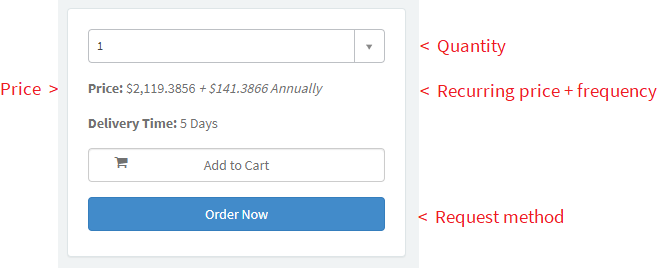 1
< Quantity
Price > Price: $2,119.3856 + $141.3866 Annually < Recurring price + frequency
Delivery Time: 5 Days
Add to Cart
Order Now < Request method